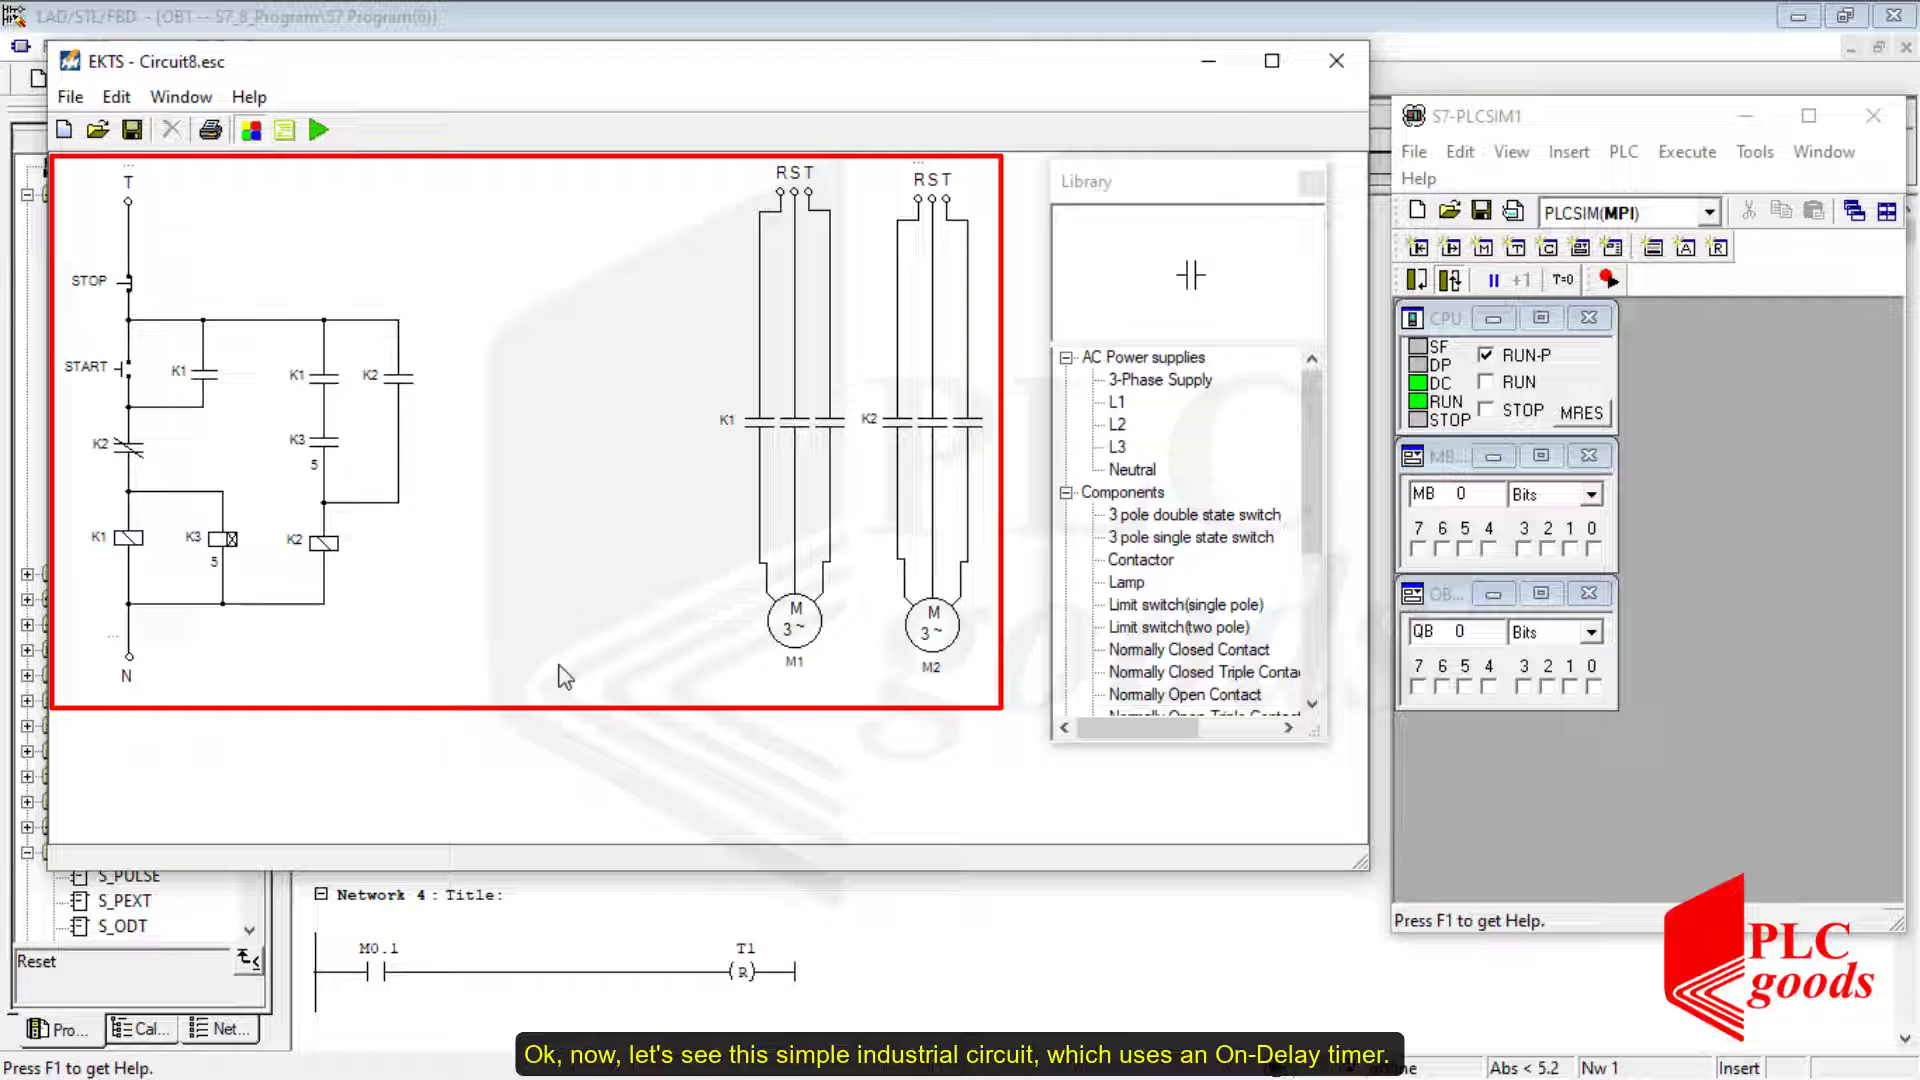 LAD/STL/FBD - [OB1 -- S7_8_Program\S7 Program(6)]
EKTS - Circuit8.esc
File Edit Window Help
T
STOP
START
K1
K1
K2
K2
K3
5
K1
K3
5
K2
N
R S T
R S T
K1
K2
M
3 ~
M1
M
3 ~
M2
Library
AC Power supplies
3-Phase Supply
L1
L2
L3
Neutral
Components
3 pole double state switch
3 pole single state switch
Contactor
Lamp
Limit switch(single pole)
Limit switch(two pole)
Normally Closed Contact
Normally Closed Triple Conta
Normally Open Contact
Normally Open Triple Contact
S7-PLCSIM1
File Edit View Insert PLC Execute Tools Window
Help
PLCSIM(MPI)
+1 T=0
CPU
SF
DP
DC
RUN
STOP
RUN-P
RUN
STOP
MRES
MB...
MB 0 Bits
7 6 5 4 3 2 1 0
QB...
QB 0 Bits
7 6 5 4 3 2 1 0
Press F1 to get Help.
S_PULSE
S_PEXT
S_ODT
Reset
Pro... Cal... Net...
Network 4 : Title:
M0.1
T1
(R)
PLC
goods
Ok, now, let's see this simple industrial circuit, which uses an On-Delay timer.
Press F1 to get Help.
Abs < 5.2 Nw 1 Insert